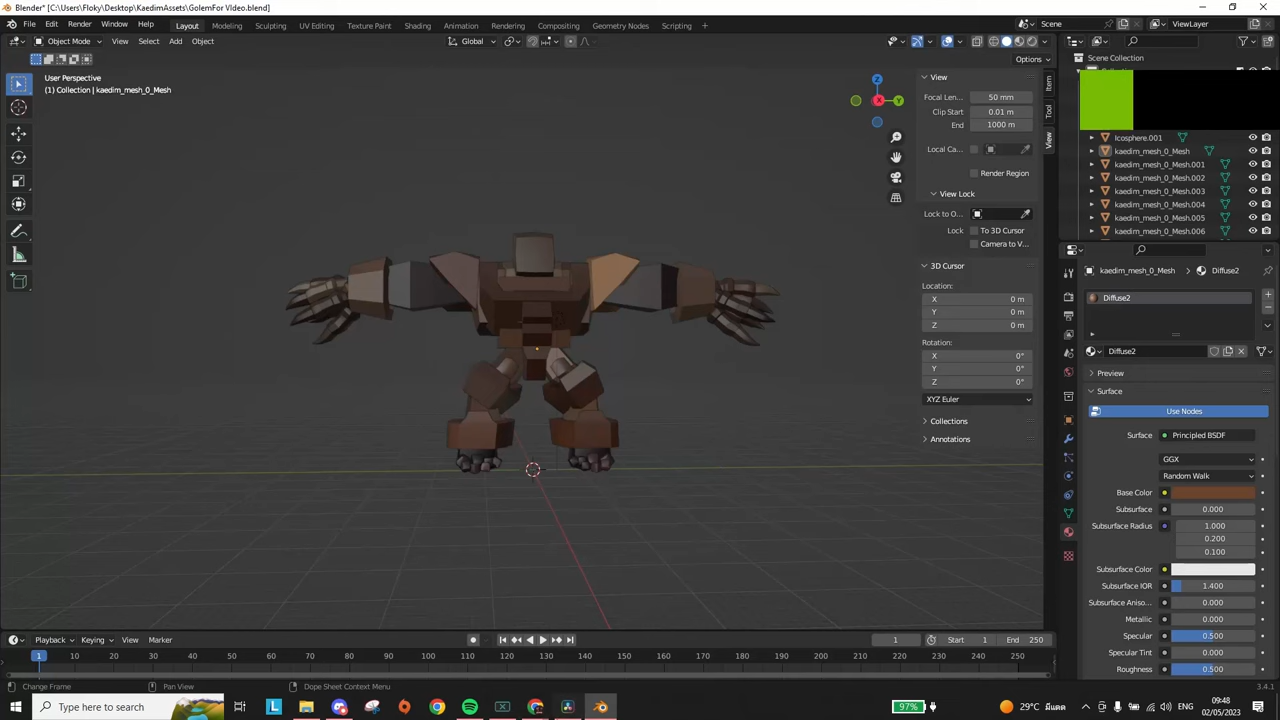 Blender* [C:\Users\Floky\Desktop\KaedimAssets\GolemFor VIdeo.blend]
File Edit Render Window Help Layout Modeling Sculpting UV Editing Texture Paint Shading Animation Rendering Compositing Geometry Nodes Scripting + Scene ViewLayer
Object Mode View Select Add Object Global
Options
User Perspective
(1) Collection | kaedim_mesh_0_Mesh
Z
Y
X
View
Focal Len... 50 mm
Clip Start 0.01 m
End 1000 m
Local Ca...
Render Region
View Lock
Lock to O...
Lock To 3D Cursor
Camera to V...
3D Cursor
Location:
X 0 m
Y 0 m
Z 0 m
Rotation:
X 0°
Y 0°
Z 0°
XYZ Euler
Collections
Annotations
Item
Tool
View
Scene Collection
Icosphere.001
kaedim_mesh_0_Mesh
kaedim_mesh_0_Mesh.001
kaedim_mesh_0_Mesh.002
kaedim_mesh_0_Mesh.003
kaedim_mesh_0_Mesh.004
kaedim_mesh_0_Mesh.005
kaedim_mesh_0_Mesh.006
kaedim_mesh_0_Mesh Diffuse2
Diffuse2
Diffuse2
Preview
Surface
Use Nodes
Surface Principled BSDF
GGX
Random Walk
Base Color
Subsurface 0.000
Subsurface Radius 1.000
0.200
0.100
Subsurface Color
Subsurface IOR 1.400
Subsurface Aniso... 0.000
Metallic 0.000
Specular 0.500
Specular Tint 0.000
Roughness 0.500
Playback Keying View Marker 1 Start 1 End 250
1 10 20 30 40 50 60 70 80 90 100 110 120 130 140 150 160 170 180 190 200 210 220 230 240 250
Change Frame Pan View Dope Sheet Context Menu 3.4.1
Type here to search 97% 29°C มีแดด ENG 09:48
02/05/2023